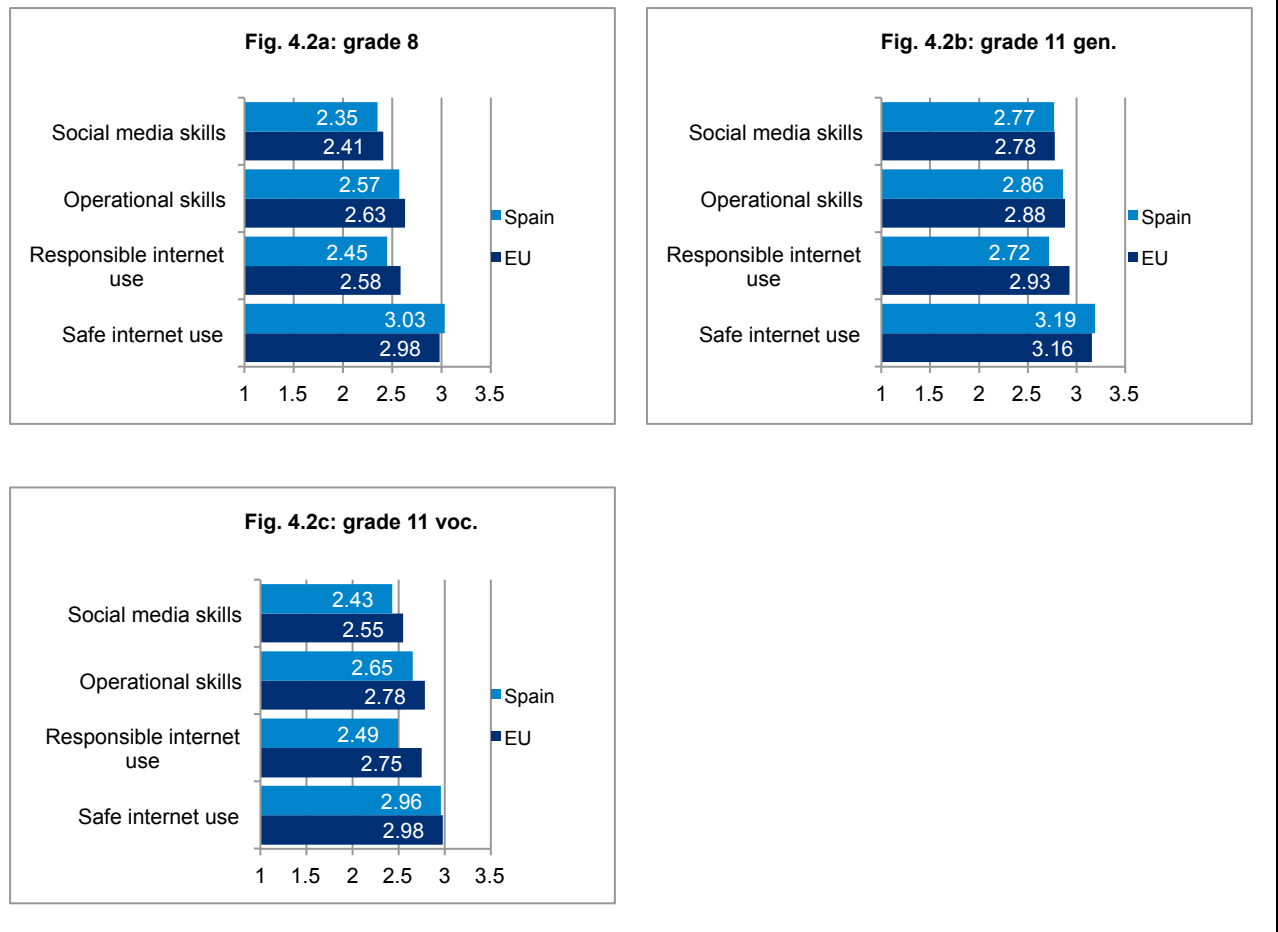 Fig. 4.2a: grade 8
Social media skills
2.35
2.41
Operational skills
2.57
2.63
Responsible internet
use
2.45
2.58
Safe internet use
3.03
2.98
1 1.5 2 2.5 3 3.5
Spain
EU
Fig. 4.2b: grade 11 gen.
Social media skills
2.77
2.78
Operational skills
2.86
2.88
Responsible internet
use
2.72
2.93
Safe internet use
3.19
3.16
1 1.5 2 2.5 3 3.5
Spain
EU
Fig. 4.2c: grade 11 voc.
Social media skills
2.43
2.55
Operational skills
2.65
2.78
Responsible internet
use
2.49
2.75
Safe internet use
2.96
2.98
1 1.5 2 2.5 3 3.5
Spain
EU